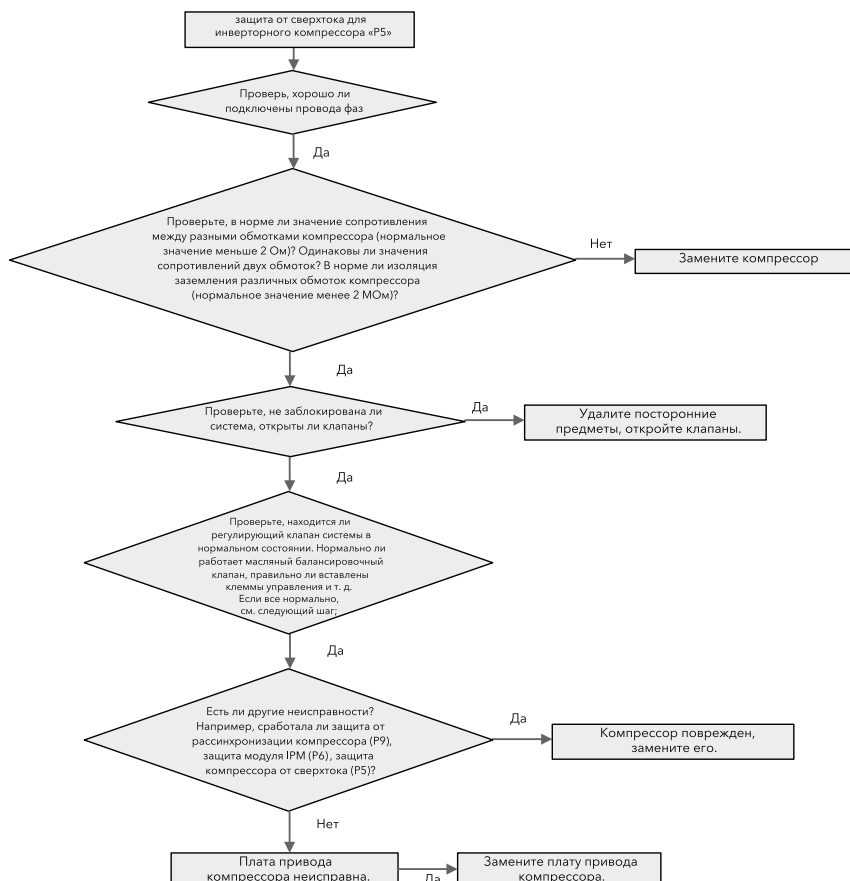 защита от сверхтока для
инверторного компрессора «P5»
Проверь, хорошо ли
подключены провода фаз
Да
Проверьте, в норме ли значение сопротивления
между разными обмотками компрессора (нормальное
значение меньше 2 Ом)? Одинаковы ли значения
сопротивлений двух обмоток? В норме ли изоляция
заземления различных обмоток компрессора
(нормальное значение менее 2 МОм)?
Нет
Замените компрессор
Да
Проверьте, не заблокирована ли
система, открыты ли клапаны?
Да
Удалите посторонние
предметы, откройте клапаны.
Да
Проверьте, находится ли
регулирующий клапан системы в
нормальном состоянии. Нормально ли
работает масляный балансировочный
клапан, правильно ли вставлены
клеммы управления и т. д.
Если все нормально,
см. следующий шаг;
Да
Есть ли другие неисправности?
Например, сработала ли защита от
рассинхронизации компрессора (P9),
защита модуля IPM (P6), защита
компрессора от сверхтока (P5)?
Да
Компрессор поврежден,
замените его.
Нет
Плата привода
компрессора неисправна.
Да
Замените плату привода
компрессора.